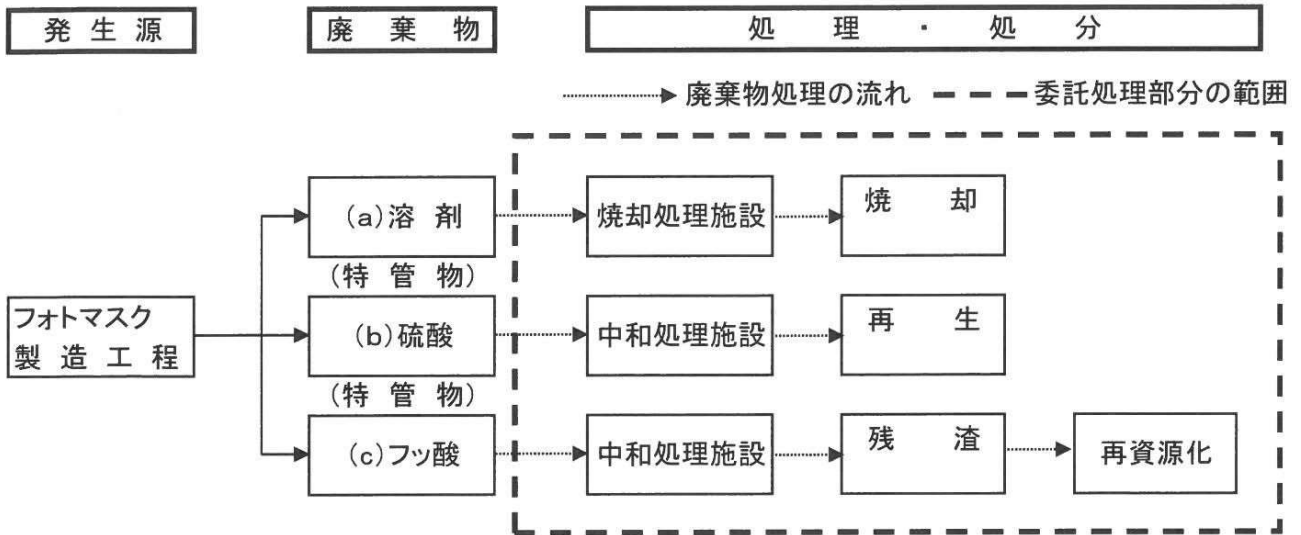 発生源
廃棄物
処理・処分
廃棄物処理の流れ
委託処理部分の範囲
フォトマスク
製造工程
(a)溶剤
(特管物)
焼却処理施設
焼却
(b)硫酸
(特管物)
中和処理施設
再生
(c)フッ酸
中和処理施設
残渣
再資源化